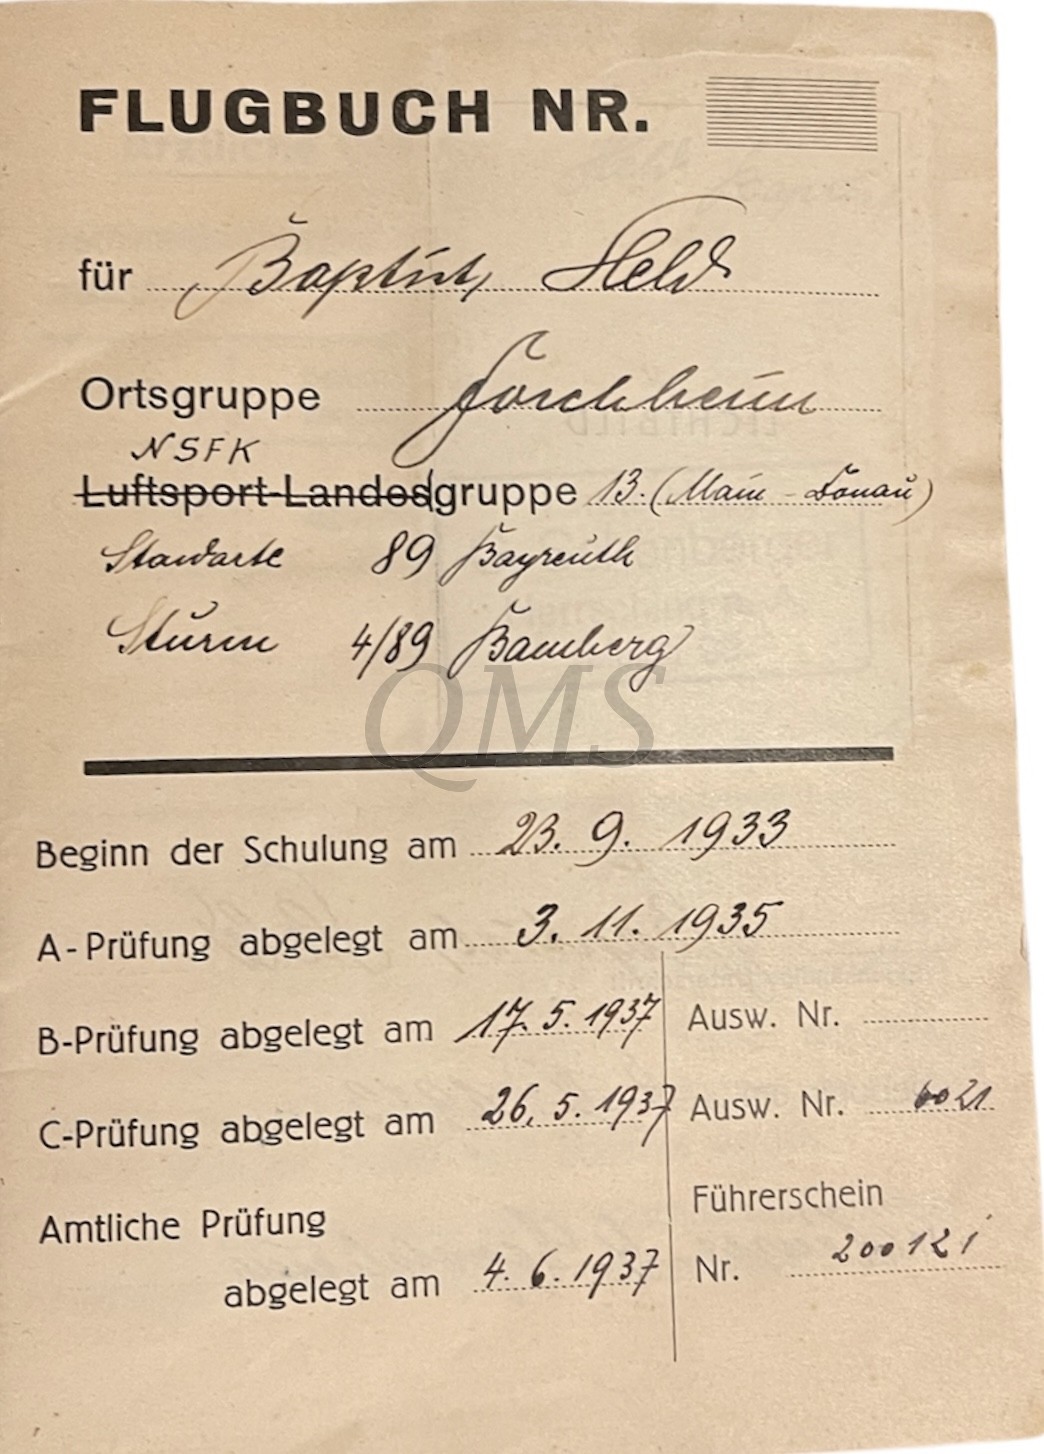 FLUGBUCH NR.
für Baptist Held
Ortsgruppe Forchheim
NSFK
Luftsport-Landesgruppe 13. (Main - Donau)
Standarte 89 Bayreuth
Sturm 4/89 Bamberg
QMS
Beginn der Schulung am 23. 9. 1933
A-Prüfung abgelegt am 3. 11. 1935
B-Prüfung abgelegt am 17. 5. 1937 Ausw. Nr.
C-Prüfung abgelegt am 26. 5. 1937 Ausw. Nr. 6021
Amtliche Prüfung Führerschein
abgelegt am 4. 6. 1937 Nr. 200121